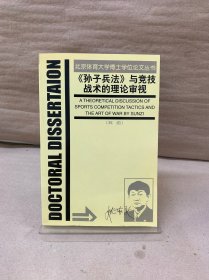 北京体育大学博士学位论文丛书
《孙子兵法》与竞技
战术的理论审视
A THEORETICAL DISCUSSION OF
SPORTS COMPETITION TACTICS AND
THE ART OF WAR BY SUNZI
DOCTORAL DISSERTAION